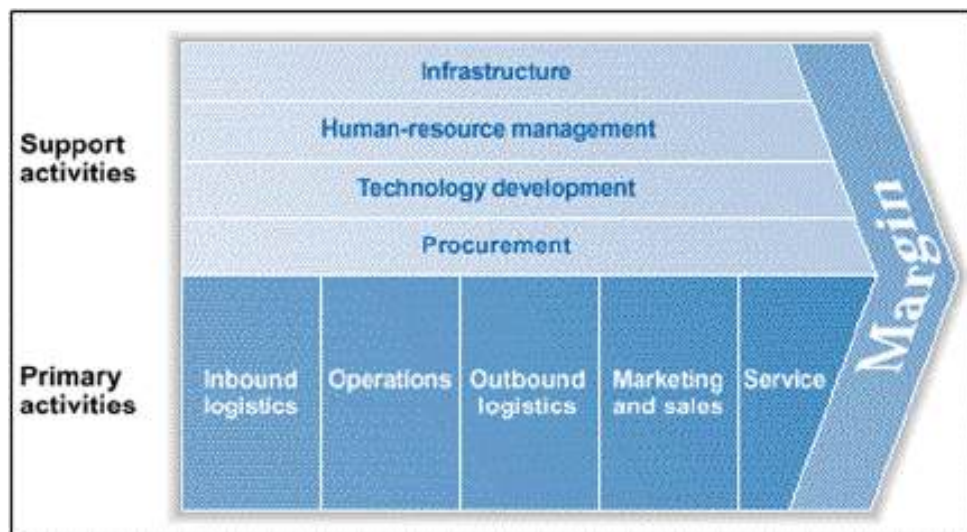 Support
activities
Infrastructure
Human-resource management
Technology development
Procurement
Primary
activities
Inbound
logistics
Operations
Outbound
logistics
Marketing
and sales
Service
Margin